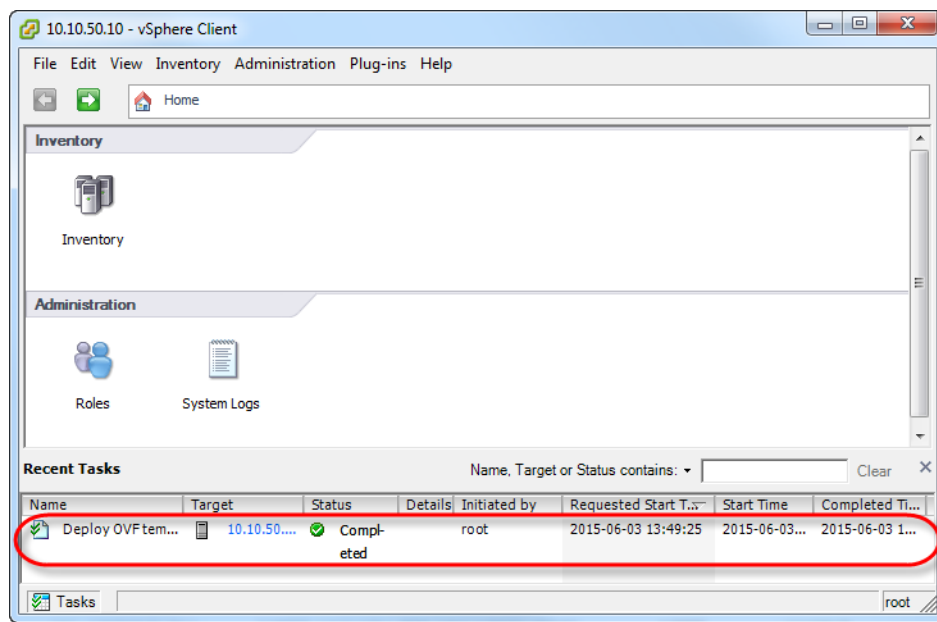 10.10.50.10 - vSphere Client
File Edit View Inventory Administration Plug-ins Help
Home
Inventory
Inventory
Administration
Roles System Logs
Recent Tasks Name, Target or Status contains: Clear
Name Target Status Details Initiated by Requested Start T... Start Time Completed Ti...
Deploy OVF tem... 10.10.50.... Compl- root 2015-06-03 13:49:25 2015-06-03... 2015-06-03 1...
eted
Tasks root